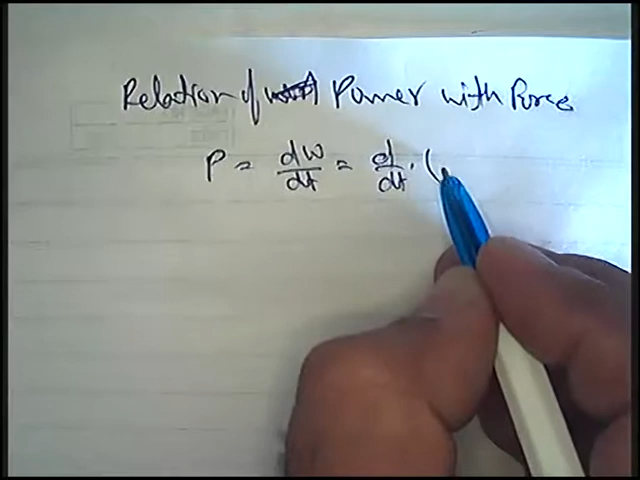 Relation of Power with Force
P = dW/dt = d/dt . (